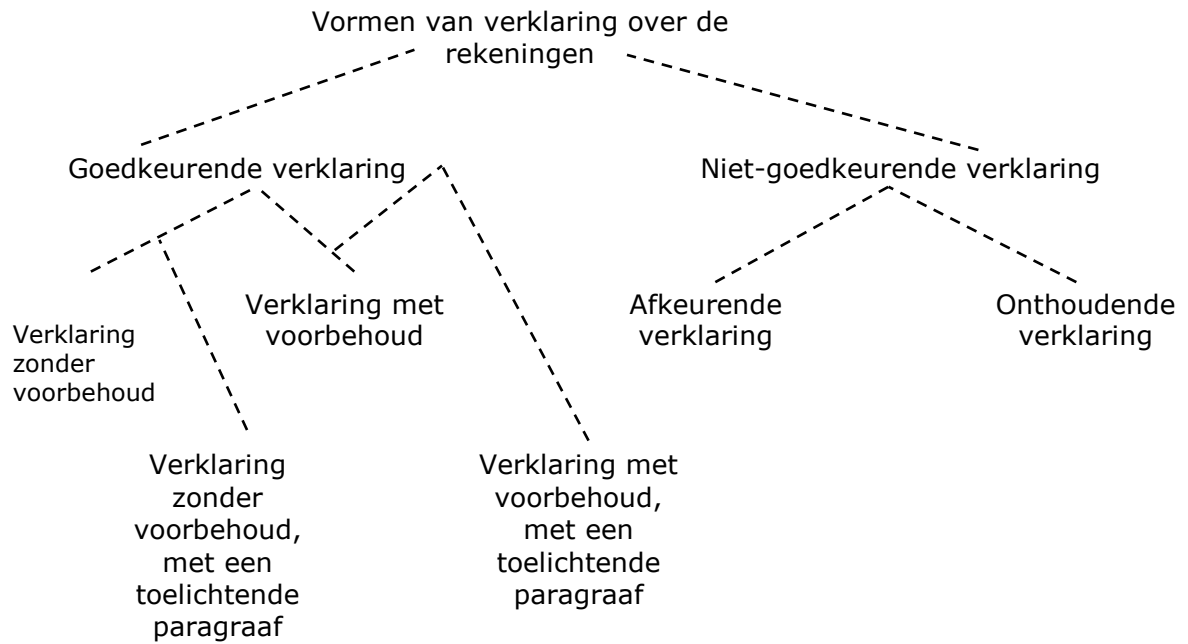 Vormen van verklaring over de
rekeningen
Goedkeurende verklaring
Niet-goedkeurende verklaring
Verklaring
zonder
voorbehoud
Verklaring met
voorbehoud
Afkeurende
verklaring
Onthoudende
verklaring
Verklaring
zonder
voorbehoud,
met een
toelichtende
paragraaf
Verklaring met
voorbehoud,
met een
toelichtende
paragraaf